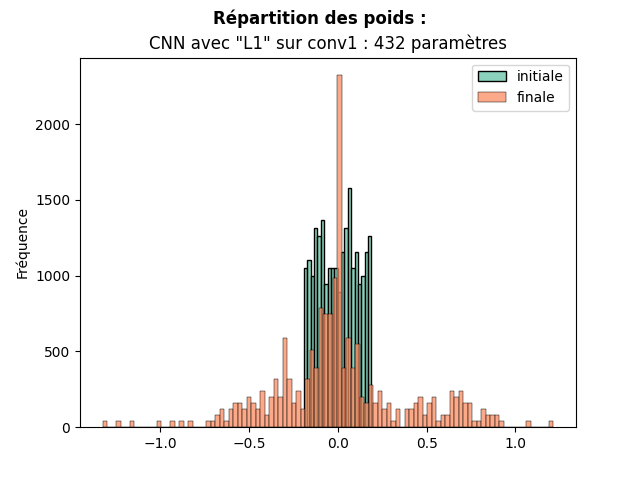 Répartition des poids :
CNN avec "L1" sur conv1 : 432 paramètres
initiale
finale
Fréquence
2000
1500
1000
500
0
−1.0
−0.5
0.0
0.5
1.0